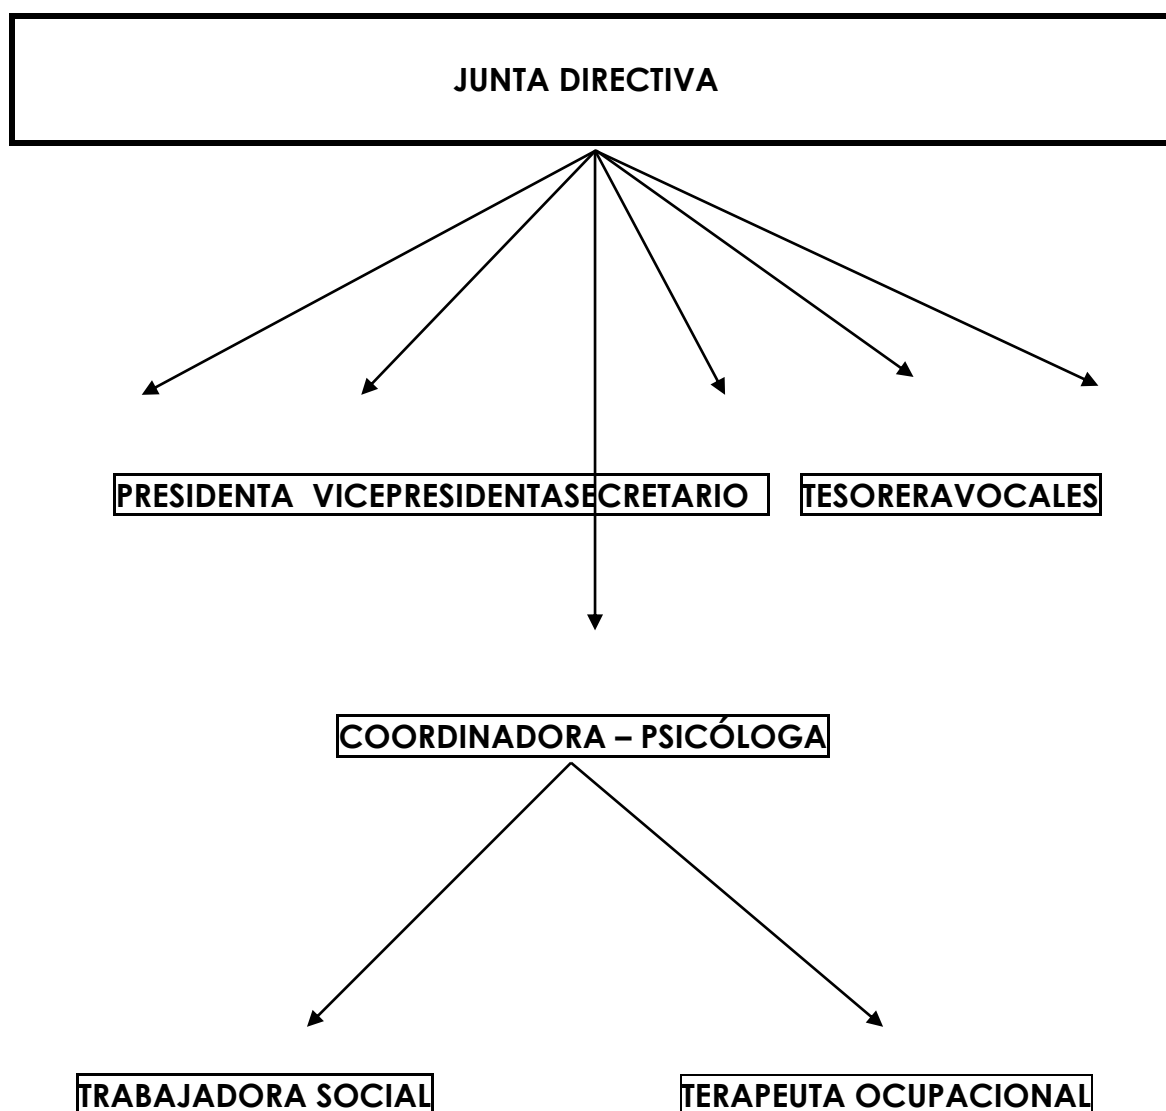 JUNTA DIRECTIVA
PRESIDENTA VICEPRESIDENTASECRETARIO TESORERAVOCALES
COORDINADORA – PSICÓLOGA
TRABAJADORA SOCIAL TERAPEUTA OCUPACIONAL